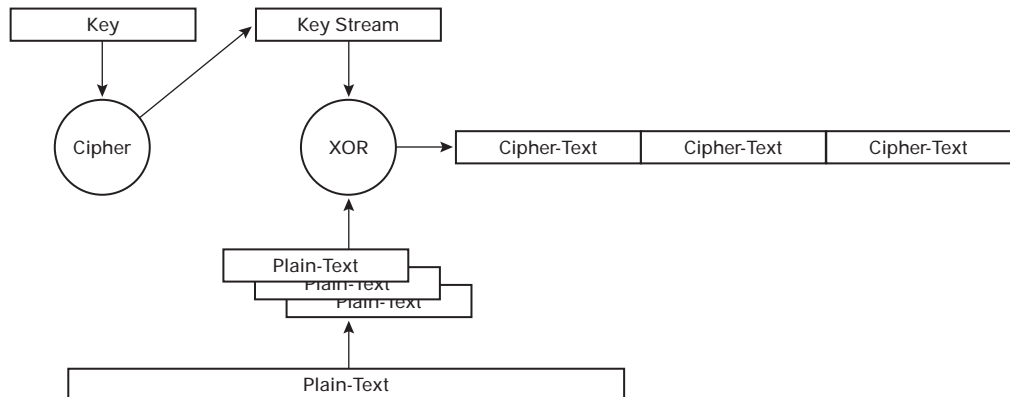 Key
Key Stream
Cipher
XOR
Cipher-Text
Cipher-Text
Cipher-Text
Plain-Text
Plain-Text
Plain-Text
Plain-Text